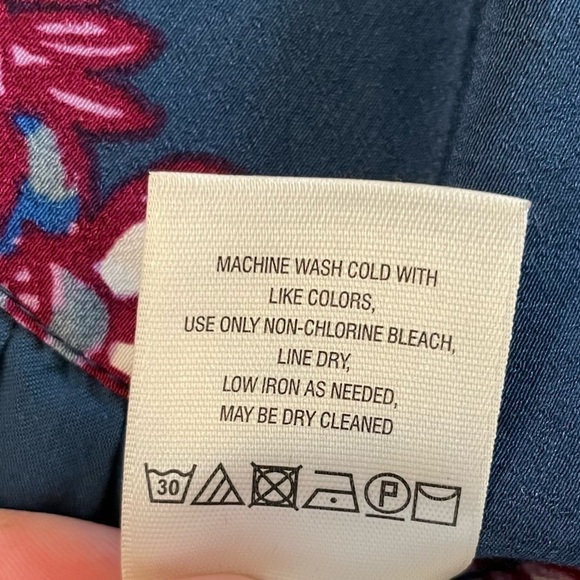 MACHINE WASH COLD WITH
LIKE COLORS,
USE ONLY NON-CHLORINE BLEACH,
LINE DRY,
LOW IRON AS NEEDED,
MAY BE DRY CLEANED
30 P